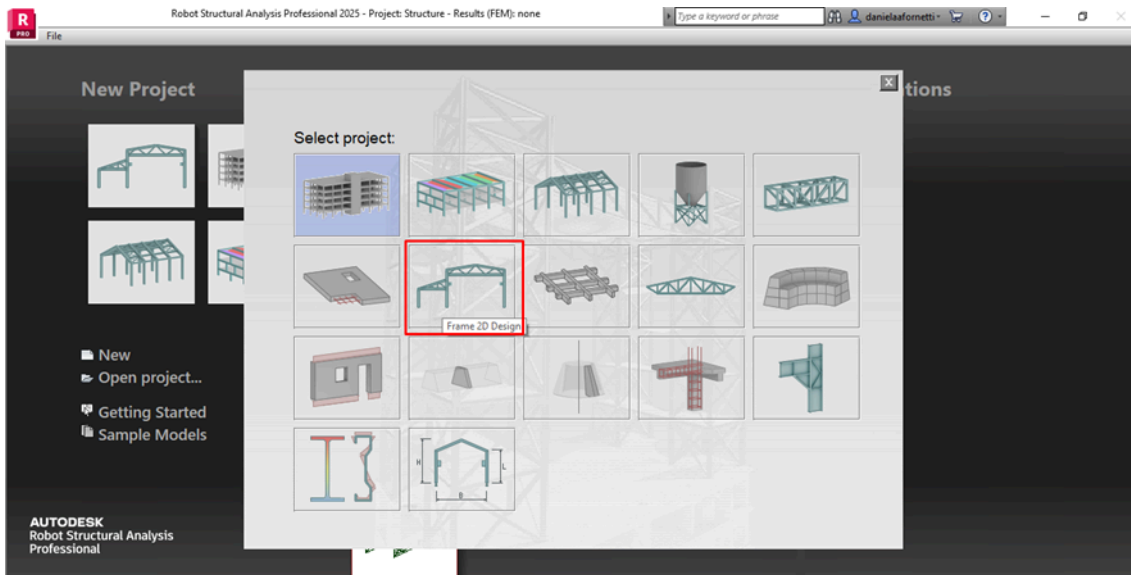 R
PRO
Robot Structural Analysis Professional 2025 - Project: Structure - Results (FEM): none
Type a keyword or phrase
danielaafornetti
?
File
New Project
tions
X
Select project:
Frame 2D Design
H
L
B
New
Open project...
Getting Started
Sample Models
AUTODESK
Robot Structural Analysis
Professional